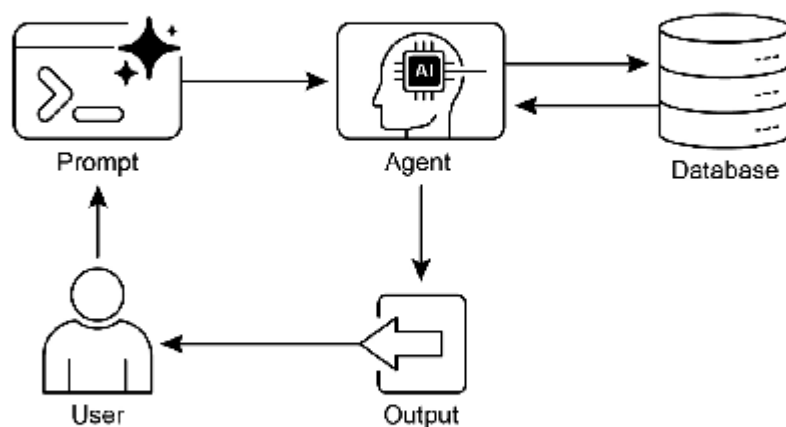 AI
Prompt
Agent
Database
User
Output